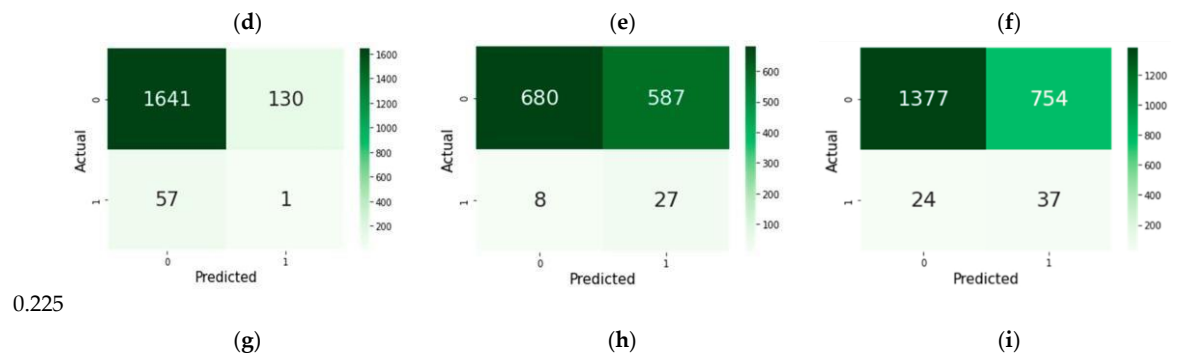 (d) (e) (f)
1641 130 57 1
Actual
0 1
Predicted
0 1
1600 1400 1200 1000 800 600 400 200
680 587 8 27
Actual
0 1
Predicted
0 1
600 500 400 300 200 100
1377 754 24 37
Actual
0 1
Predicted
0 1
1200 1000 800 600 400 200
0.225
(g) (h) (i)